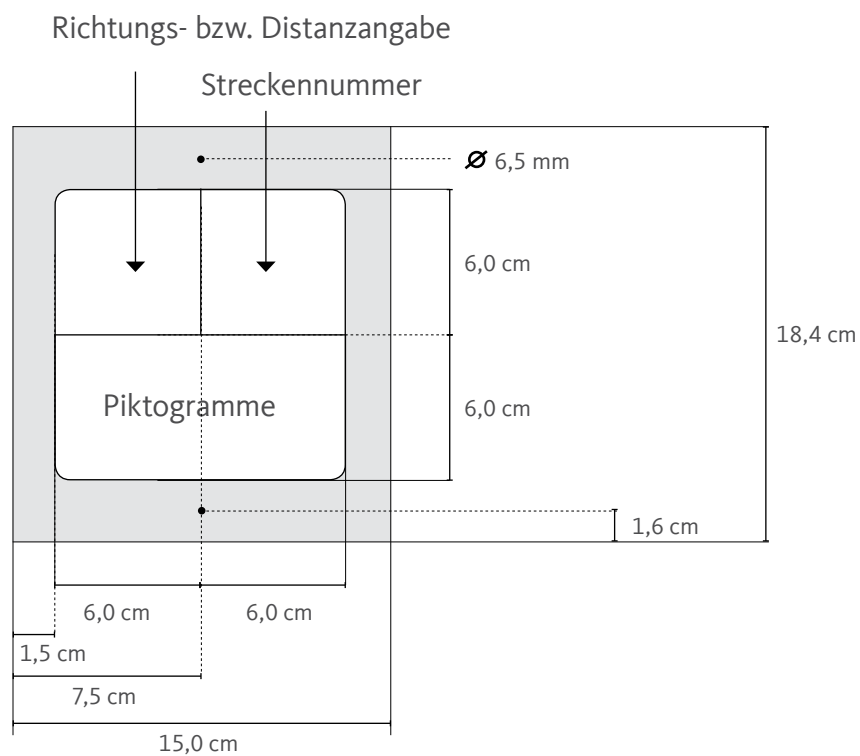 Richtungs- bzw. Distanzangabe
Streckennummer
Ø 6,5 mm
6,0 cm
18,4 cm
Piktogramme
6,0 cm
1,6 cm
6,0 cm
6,0 cm
1,5 cm
7,5 cm
15,0 cm